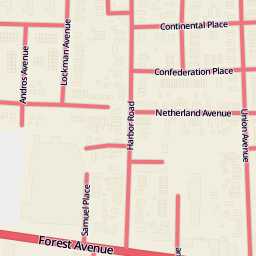 Continental Place
Lockman Avenue
Andros Avenue
Confederation Place
Netherland Avenue
Harbor Road
Union Avenue
Samuel Place
Forest Avenue